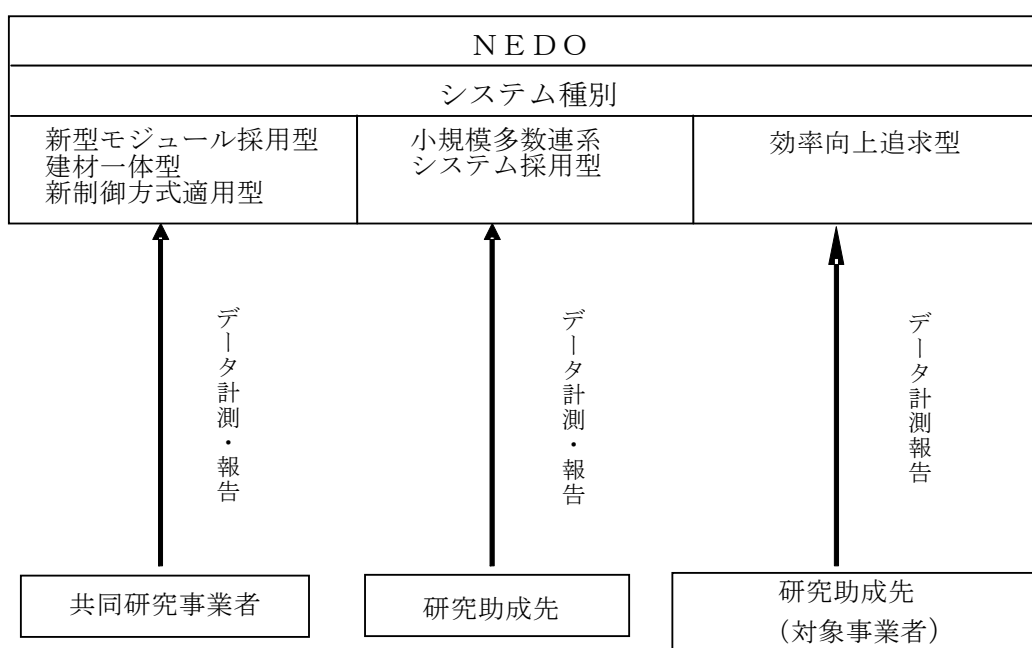 ＮＥＤＯ
システム種別
新型モジュール採用型
建材一体型
新制御方式適用型
小規模多数連系
システム採用型
効率向上追求型
データ計測・報告
データ計測・報告
データ計測報告
共同研究事業者
研究助成先
研究助成先
（対象事業者）